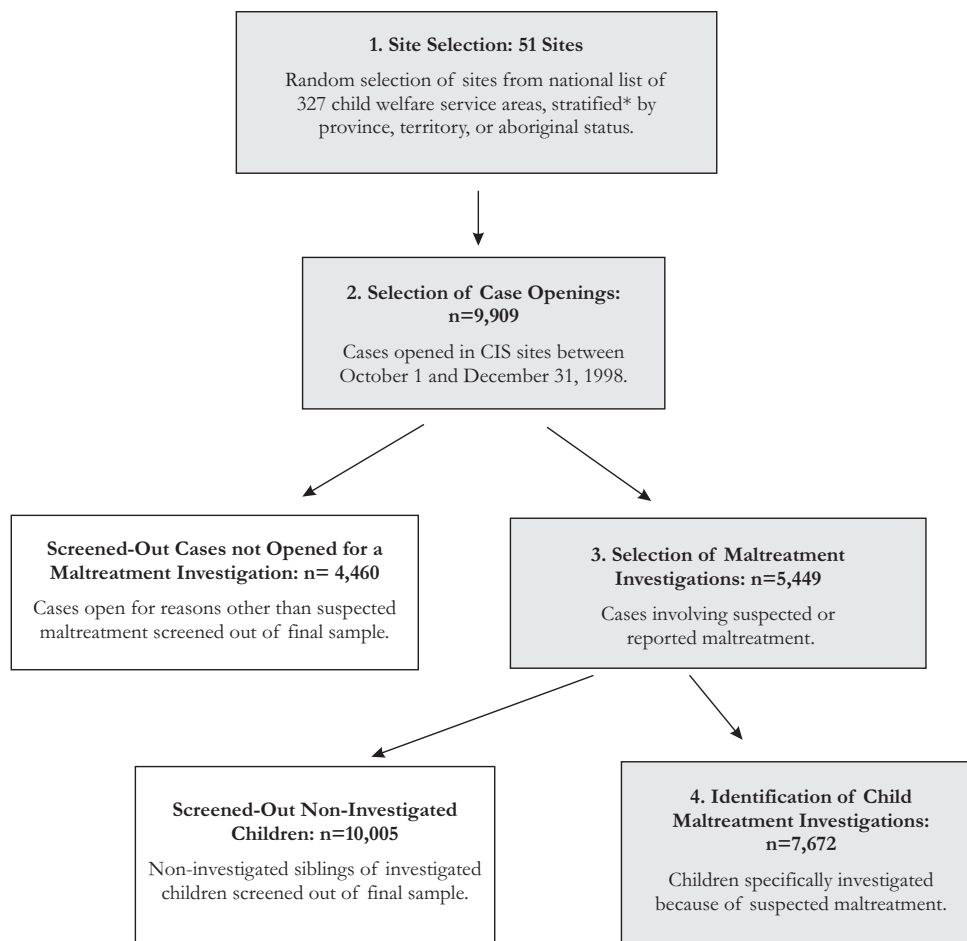 1. Site Selection: 51 Sites
Random selection of sites from national list of
327 child welfare service areas, stratified* by
province, territory, or aboriginal status.
2. Selection of Case Openings:
n=9,909
Cases opened in CIS sites between
October 1 and December 31, 1998.
Screened-Out Cases not Opened for a
Maltreatment Investigation: n= 4,460
Cases open for reasons other than suspected
maltreatment screened out of final sample.
3. Selection of Maltreatment
Investigations: n=5,449
Cases involving suspected or
reported maltreatment.
Screened-Out Non-Investigated
Children: n=10,005
Non-investigated siblings of investigated
children screened out of final sample.
4. Identification of Child
Maltreatment Investigations:
n=7,672
Children specifically investigated
because of suspected maltreatment.